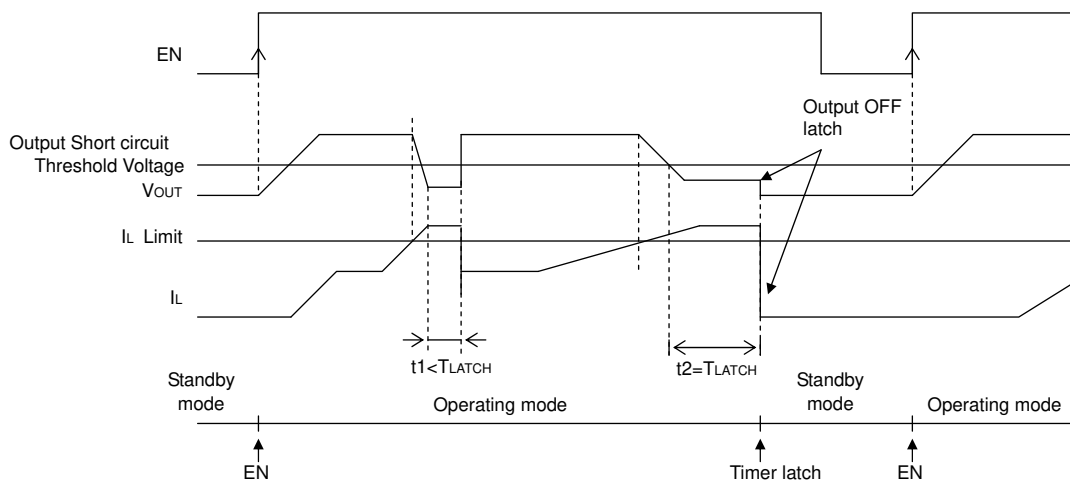 EN
Output OFF
latch
Output Short circuit
Threshold Voltage
VOUT
IL Limit
IL
t1<TLATCH
t2=TLATCH
Standby
mode
Operating mode
Standby
mode
Operating mode
EN
Timer latch
EN